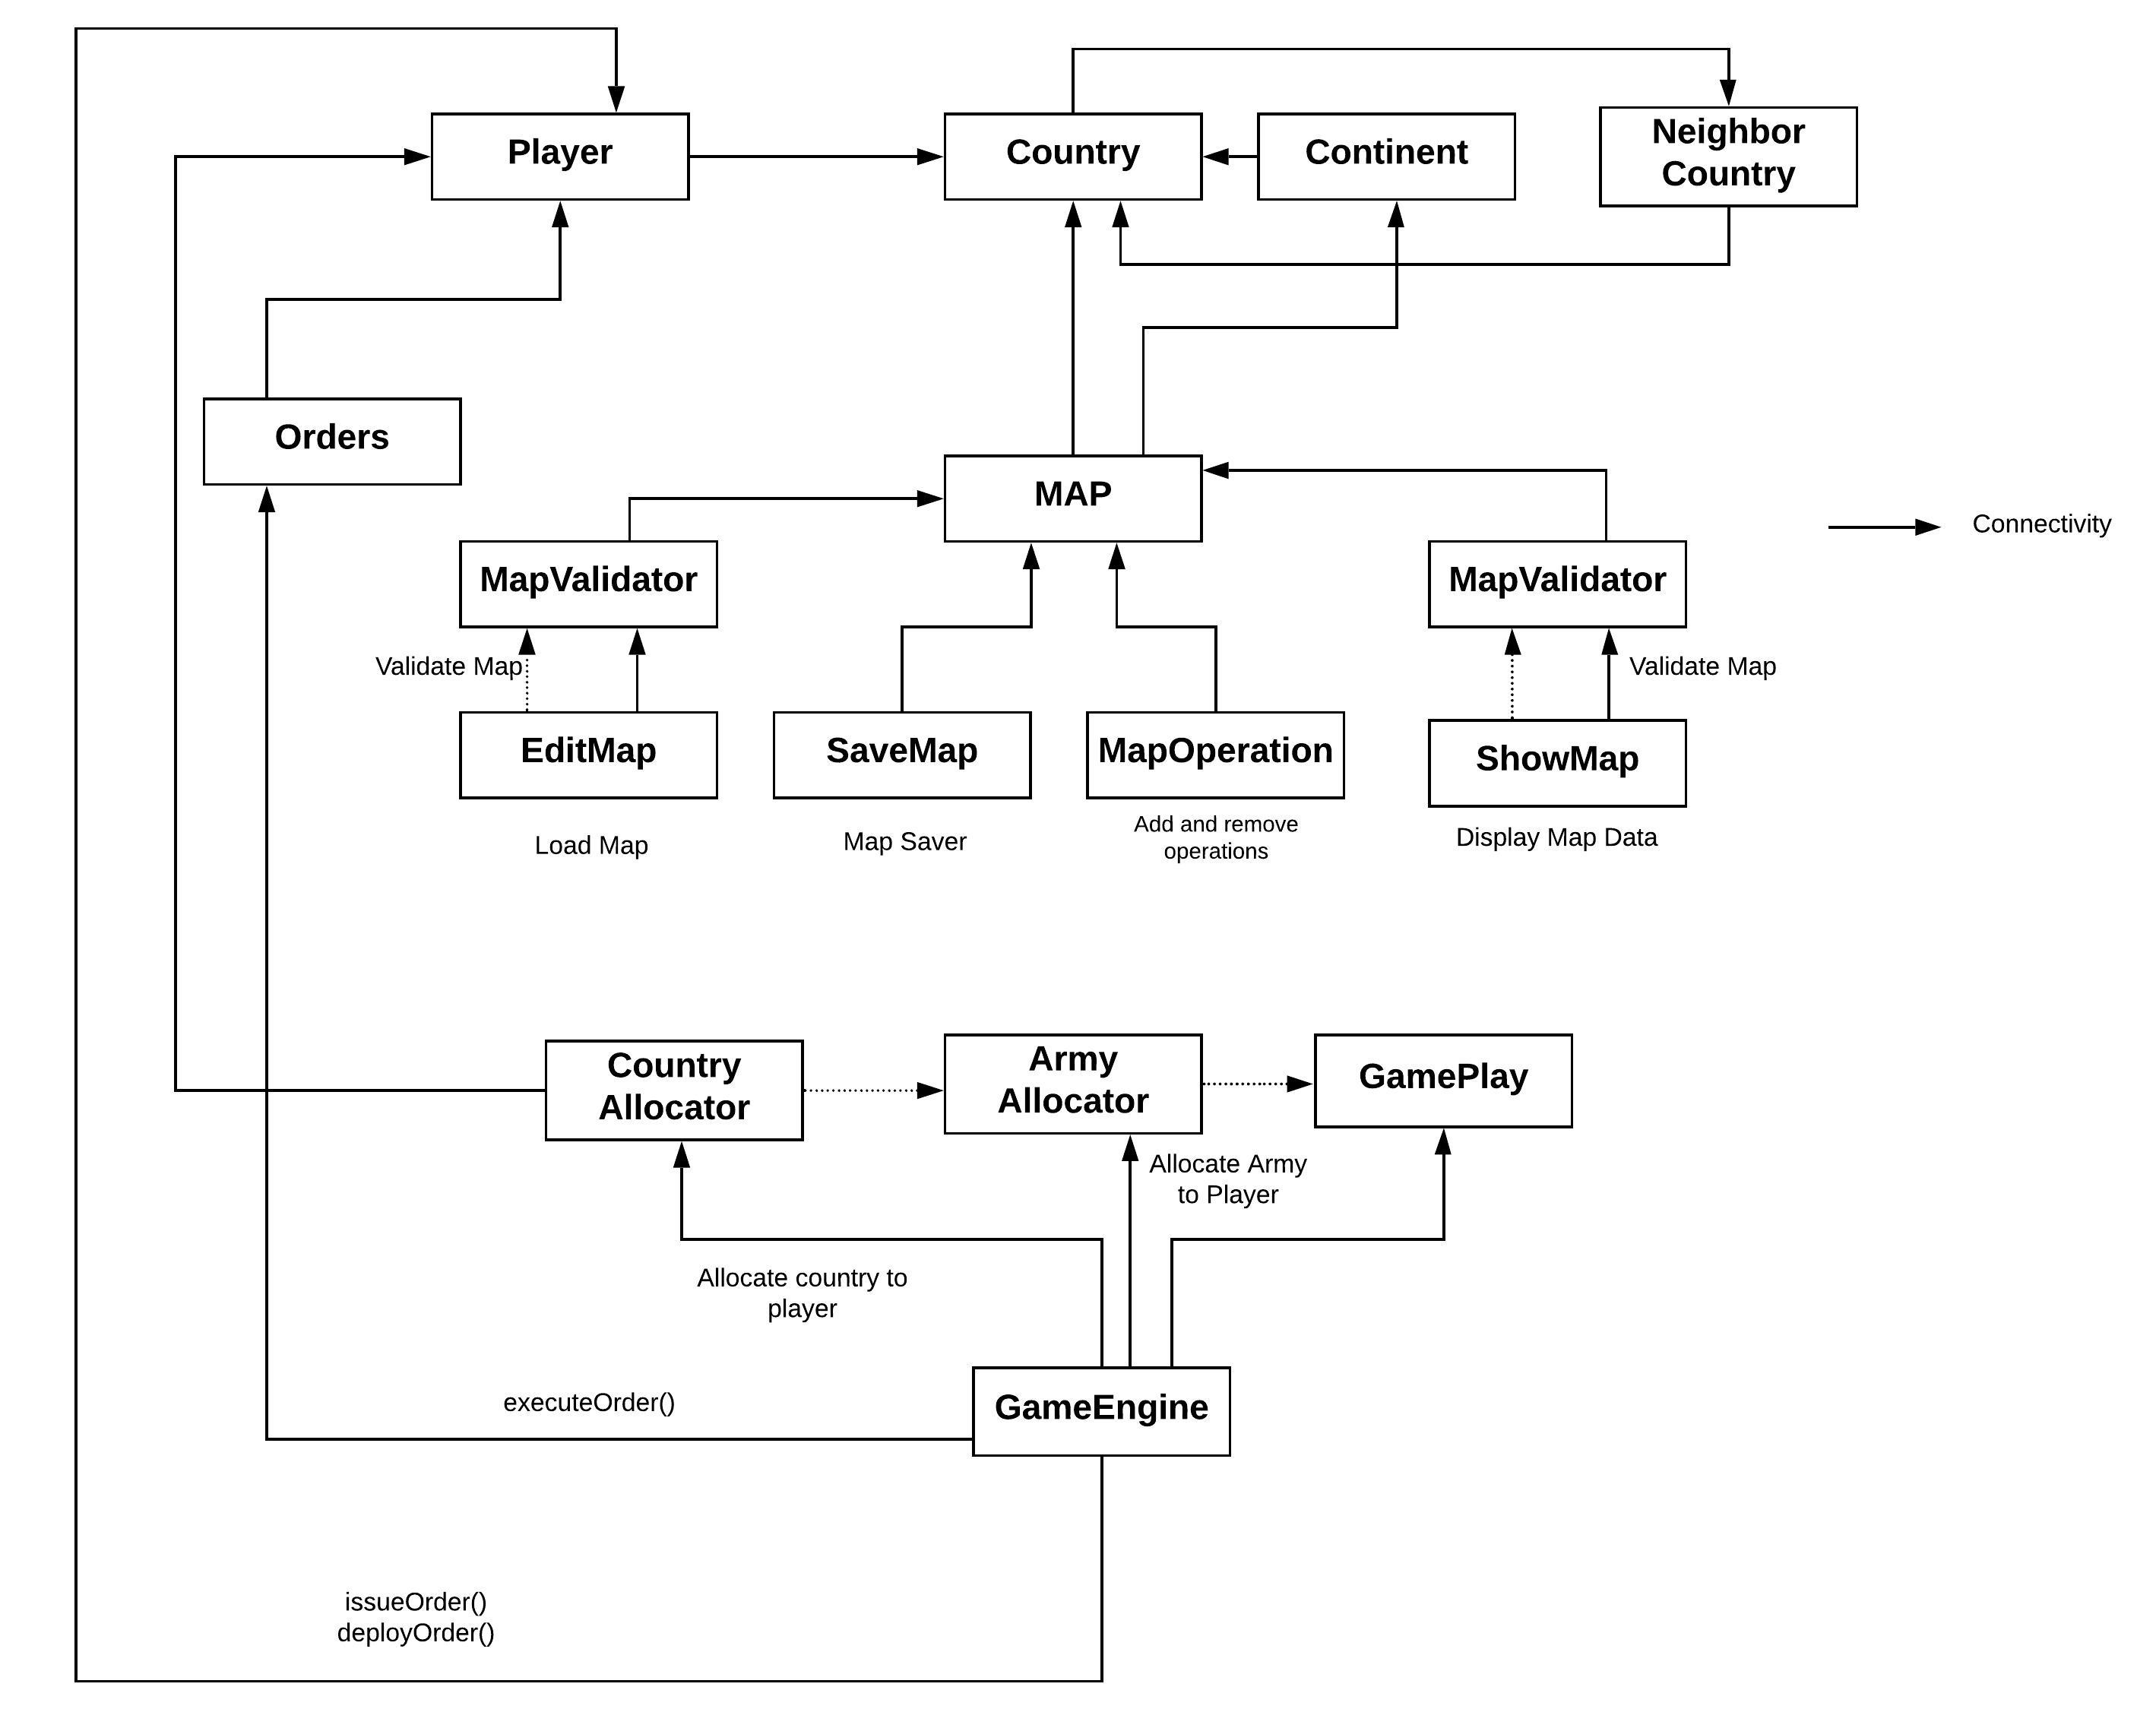 Player
Country
Continent
Neighbor
Country
Orders
MAP
Connectivity
MapValidator
MapValidator
Validate Map
Validate Map
EditMap
SaveMap
MapOperation
ShowMap
Load Map
Map Saver
Add and remove
operations
Display Map Data
Country
Allocator
Army
Allocator
GamePlay
Allocate Army
to Player
Allocate country to
player
executeOrder()
GameEngine
issueOrder()
deployOrder()